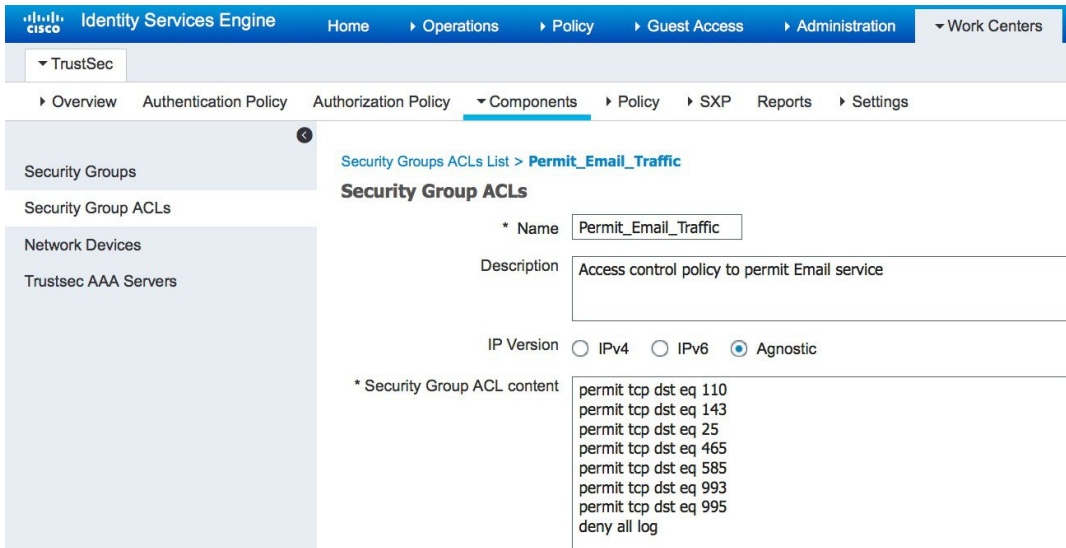 cisco Identity Services Engine Home Operations Policy Guest Access Administration Work Centers
TrustSec
Overview Authentication Policy Authorization Policy Components Policy SXP Reports Settings
Security Groups
Security Group ACLs
Network Devices
Trustsec AAA Servers
Security Groups ACLs List > Permit_Email_Traffic
Security Group ACLs
* Name Permit_Email_Traffic
Description Access control policy to permit Email service
IP Version IPv4 IPv6 Agnostic
* Security Group ACL content permit tcp dst eq 110
permit tcp dst eq 143
permit tcp dst eq 25
permit tcp dst eq 465
permit tcp dst eq 585
permit tcp dst eq 993
permit tcp dst eq 995
deny all log